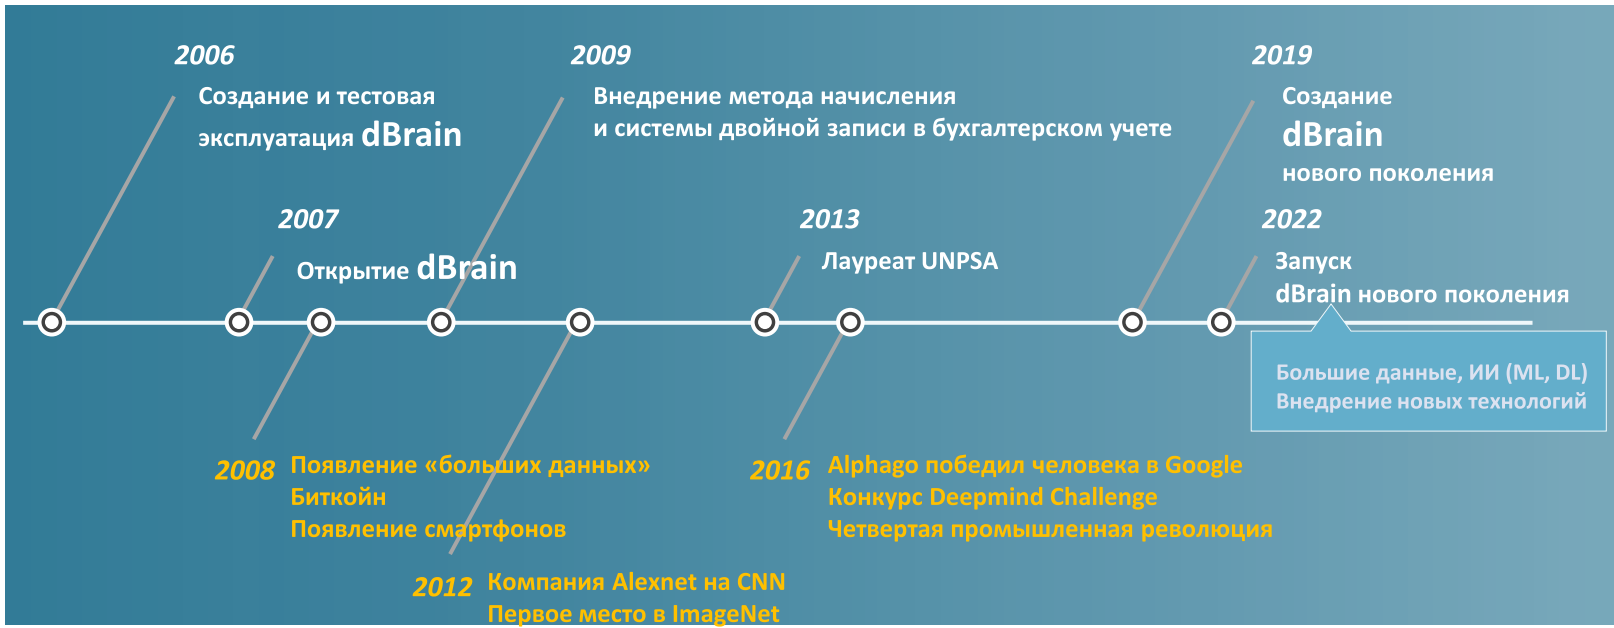 2006
Создание и тестовая
эксплуатация dBrain
2009
Внедрение метода начисления
и системы двойной записи в бухгалтерском учете
2019
Создание
dBrain
нового поколения
2007
Открытие dBrain
2013
Лауреат UNPSA
2022
Запуск
dBrain нового поколения
Большие данные, ИИ (ML, DL)
Внедрение новых технологий
2008
Появление «больших данных»
Биткойн
Появление смартфонов
2016
Alphago победил человека в Google
Конкурс Deepmind Challenge
Четвертая промышленная революция
2012
Компания Alexnet на CNN
Первое место в ImageNet